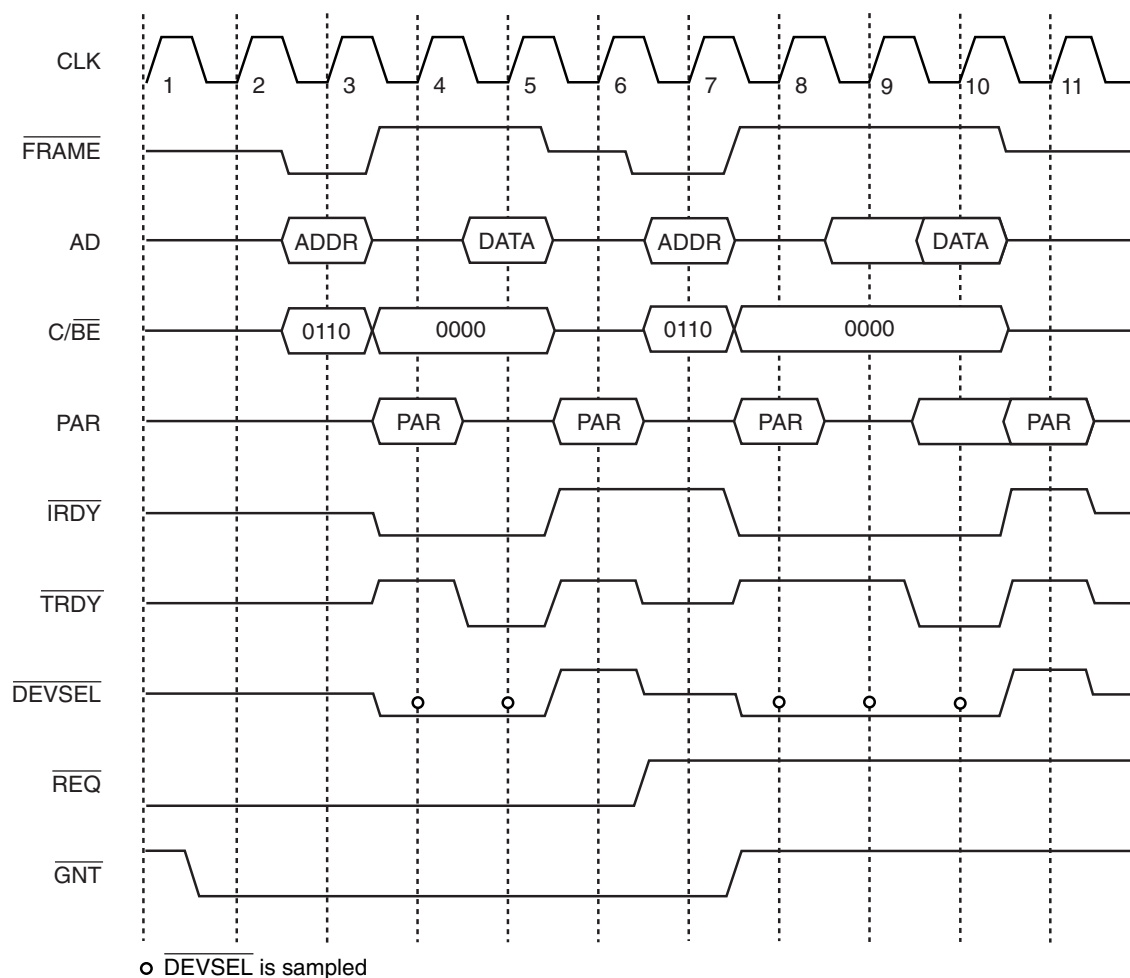 CLK
1 2 3 4 5 6 7 8 9 10 11
FRAME
AD ADDR DATA ADDR DATA
C/BE 0110 0000 0110 0000
PAR PAR PAR PAR PAR
IRDY
TRDY
DEVSEL
REQ
GNT
DEVSEL is sampled